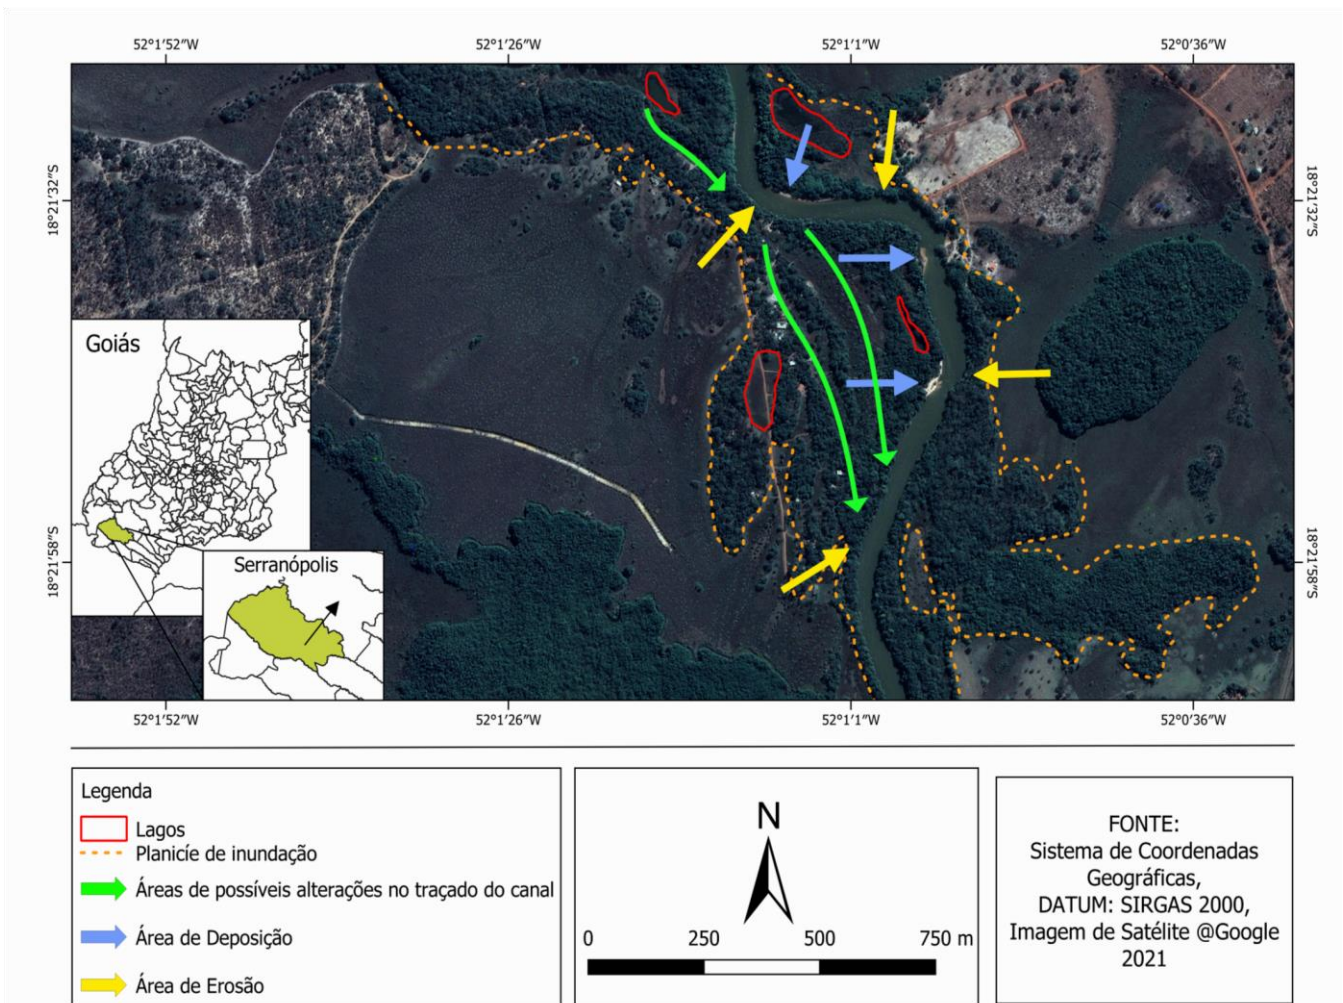 52°1'52"W
52°1'26"W
52°1'1"W
52°0'36"W
18°21'32"S
18°21'32"S
Goiás
Serranópolis
18°21'58"S
18°21'58"S
52°1'52"W
52°1'26"W
52°1'1"W
52°0'36"W
Legenda
Lagos
Planicíe de inundação
Áreas de possíveis alterações no traçado do canal
Área de Deposição
Área de Erosão
N
0 250 500 750 m
FONTE:
Sistema de Coordenadas
Geográficas,
DATUM: SIRGAS 2000,
Imagem de Satélite @Google
2021